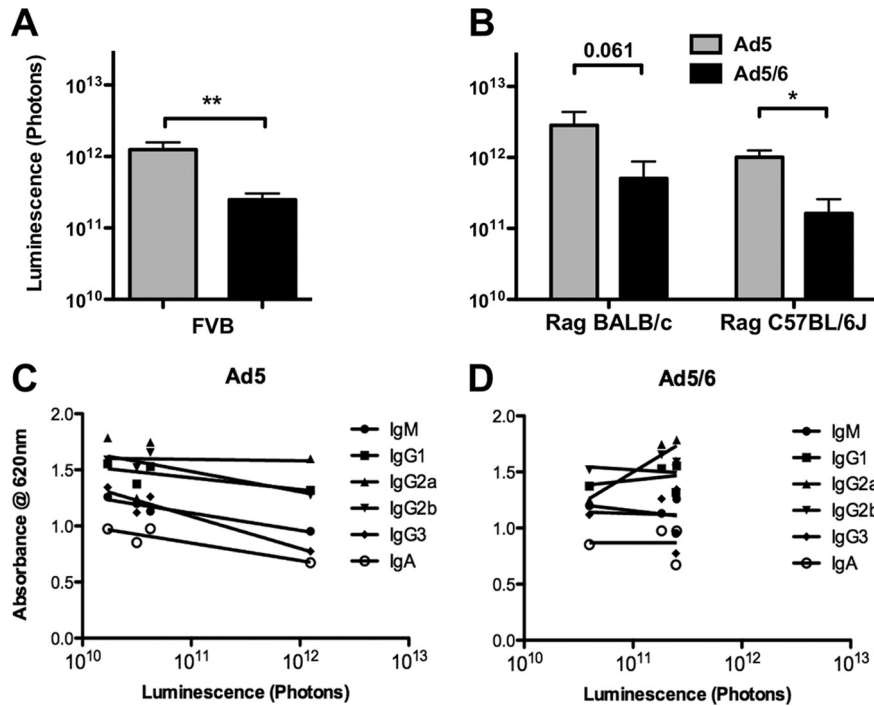 A
Luminescence (Photons)
10^13
10^12
10^11
10^10
**
FVB
B
Ad5
Ad5/6
0.061
*
10^13
10^12
10^11
10^10
Rag BALB/c Rag C57BL/6J
C
Ad5
Absorbance @ 620nm
2.0
1.5
1.0
0.5
0.0
10^10 10^11 10^12 10^13
Luminescence (Photons)
IgM
IgG1
IgG2a
IgG2b
IgG3
IgA
D
Ad5/6
2.0
1.5
1.0
0.5
0.0
10^10 10^11 10^12 10^13
Luminescence (Photons)
IgM
IgG1
IgG2a
IgG2b
IgG3
IgA